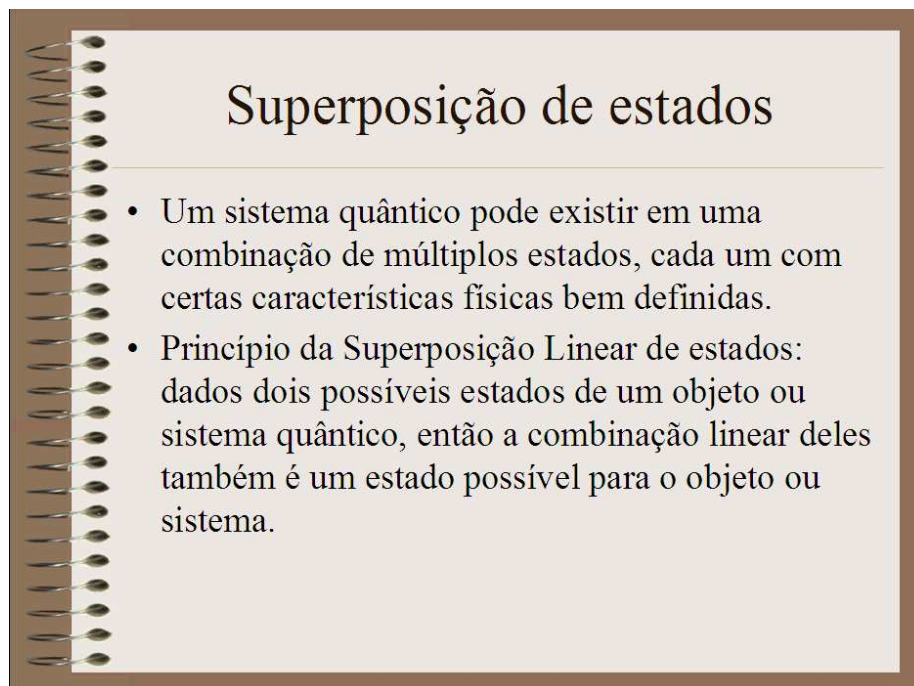 Superposição de estados
• Um sistema quântico pode existir em uma
combinação de múltiplos estados, cada um com
certas características físicas bem definidas.
• Princípio da Superposição Linear de estados:
dados dois possíveis estados de um objeto ou
sistema quântico, então a combinação linear deles
também é um estado possível para o objeto ou
sistema.